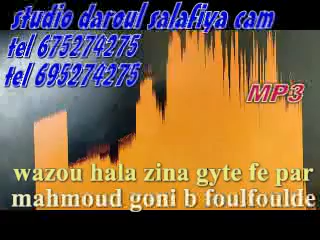 studio daroul salafiya cam
tel 675274275
tel 695274275
MP3
wazou hala zina gyte fe par
mahmoud goni b foulfoulde